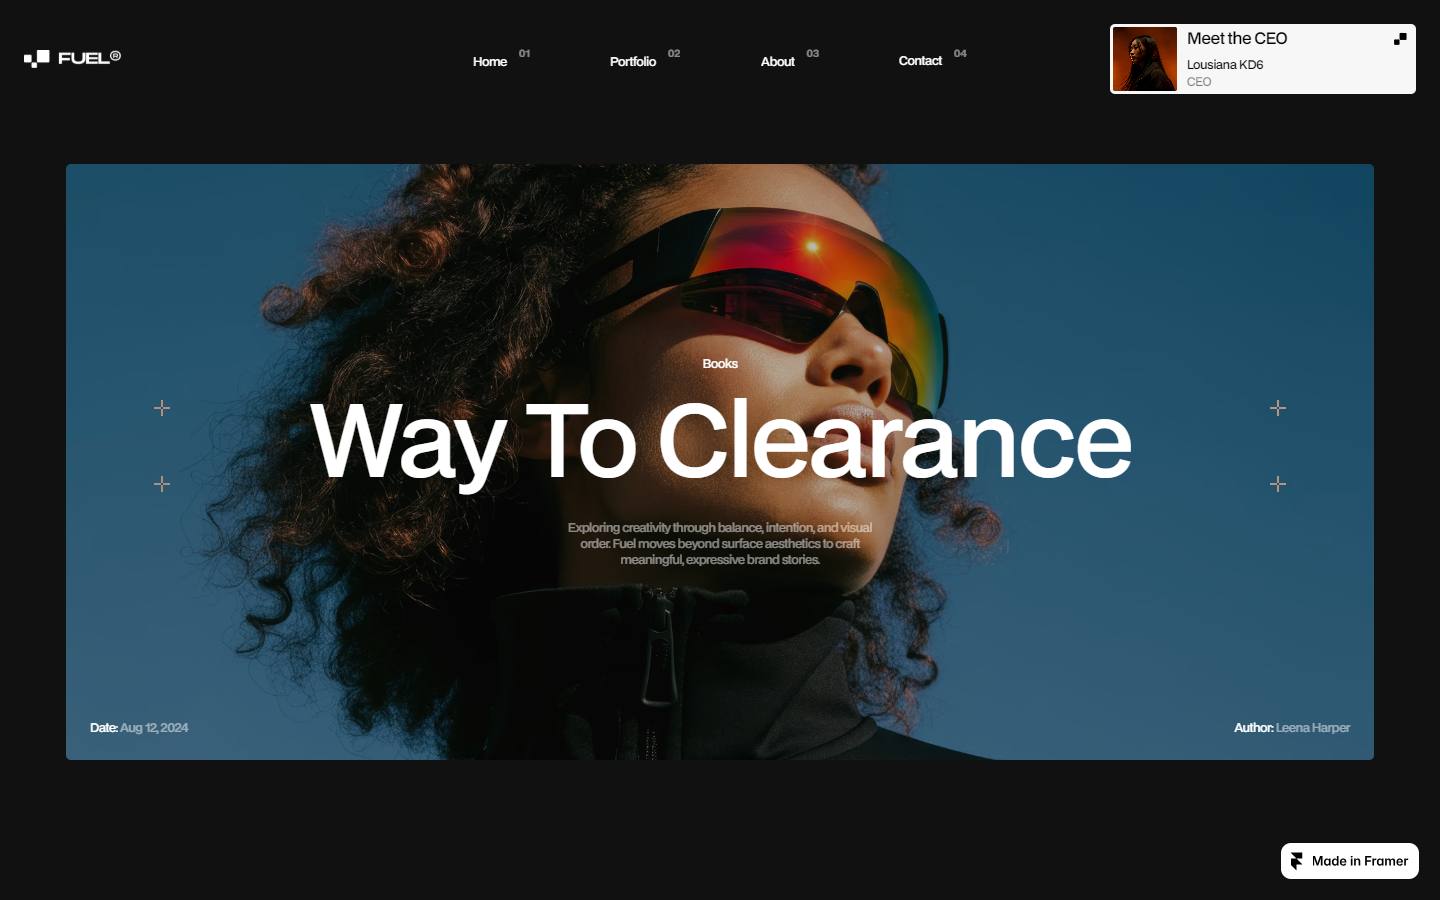 FUEL®
Home 01
Portfolio 02
About 03
Contact 04
Meet the CEO
Lousiana KD6
CEO
Books
Way To Clearance
Exploring creativity through balance, intention, and visual
order. Fuel moves beyond surface aesthetics to craft
meaningful, expressive brand stories.
Date: Aug 12, 2024
Author: Leena Harper
Made in Framer